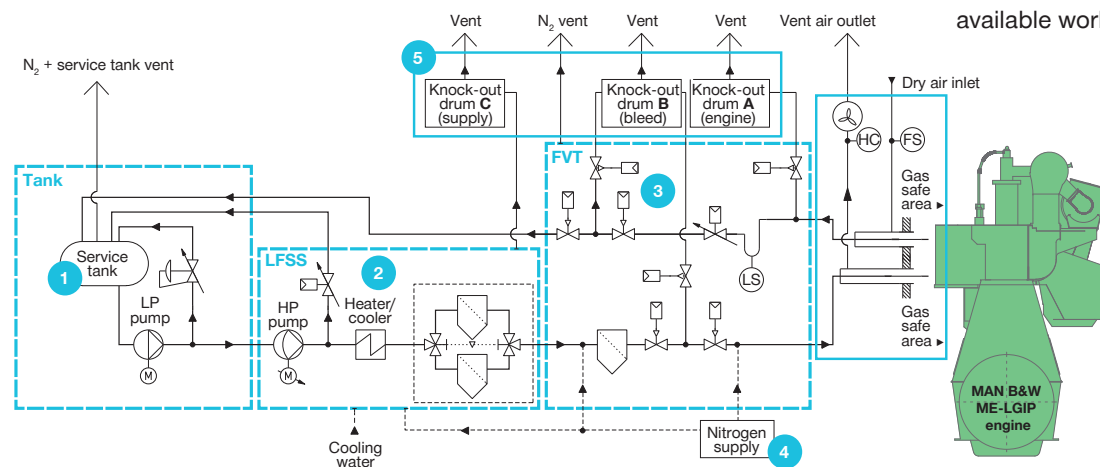 Vent
N₂ vent
Vent
Vent
Vent air outlet
available wor
N₂ + service tank vent
5
Knock-out
drum C
(supply)
Knock-out
drum B
(bleed)
Knock-out
drum A
(engine)
Dry air inlet
HC
FS
Tank
FVT
3
Gas
safe
area
1
Service
tank
LFSS
2
LS
LP
pump
HP
pump
Heater/
cooler
Gas
safe
area
M
M
MAN B&W
ME-LGIP
engine
Cooling
water
Nitrogen
supply
4